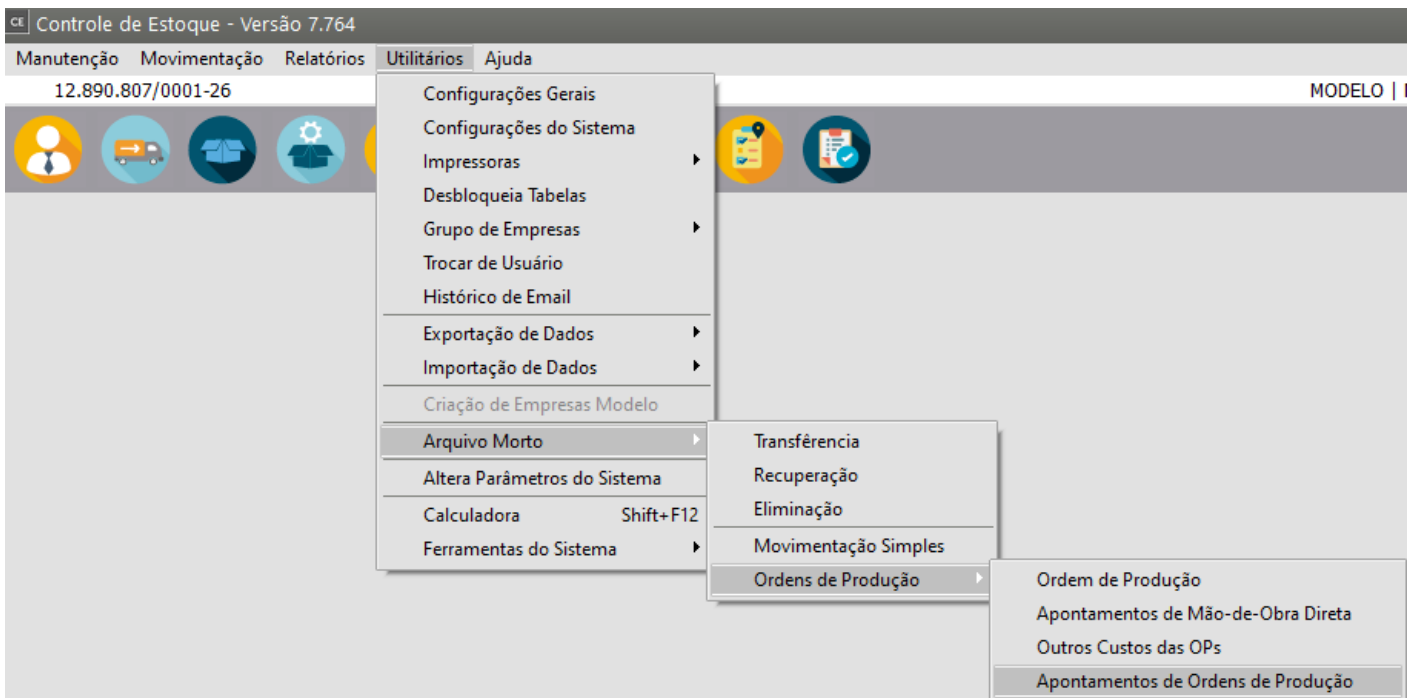 CE Controle de Estoque - Versão 7.764
Manutenção Movimentação Relatórios Utilitários Ajuda
12.890.807/0001-26 MODELO |
Configurações Gerais
Configurações do Sistema
Impressoras
Desbloqueia Tabelas
Grupo de Empresas
Trocar de Usuário
Histórico de Email
Exportação de Dados
Importação de Dados
Criação de Empresas Modelo
Arquivo Morto
Altera Parâmetros do Sistema
Calculadora Shift+F12
Ferramentas do Sistema
Transfêrencia
Recuperação
Eliminação
Movimentação Simples
Ordens de Produção
Ordem de Produção
Apontamentos de Mão-de-Obra Direta
Outros Custos das OPs
Apontamentos de Ordens de Produção